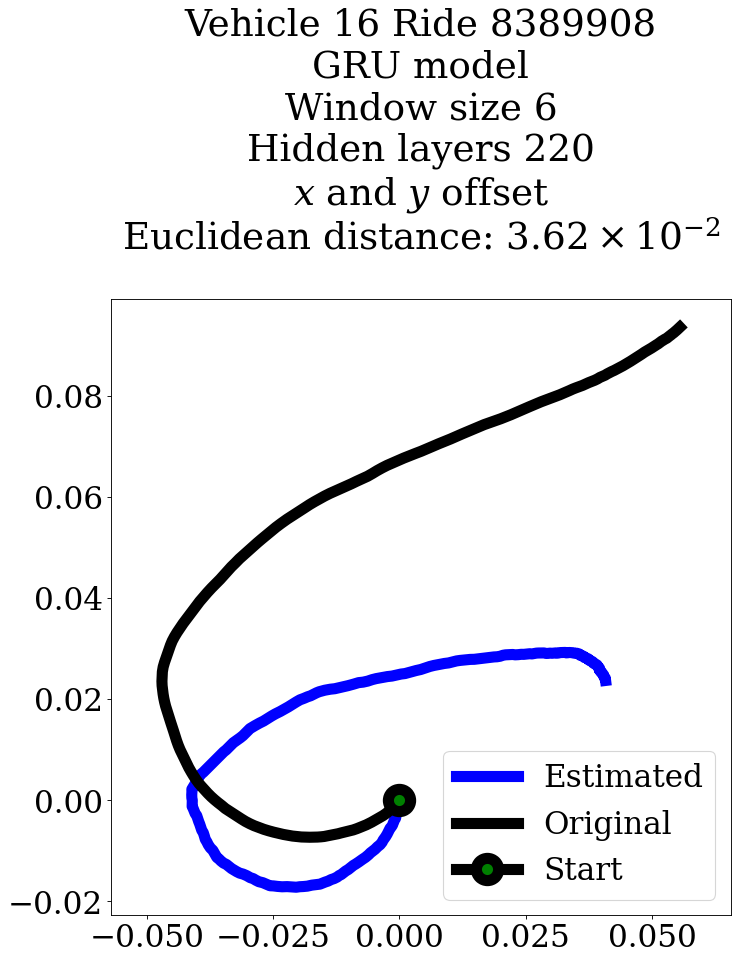 Vehicle 16 Ride 8389908
GRU model
Window size 6
Hidden layers 220
x and y offset
Euclidean distance: 3.62 × 10⁻²
0.08
0.06
0.04
0.02
0.00
−0.02
−0.050 −0.025 0.000 0.025 0.050
Estimated
Original
Start